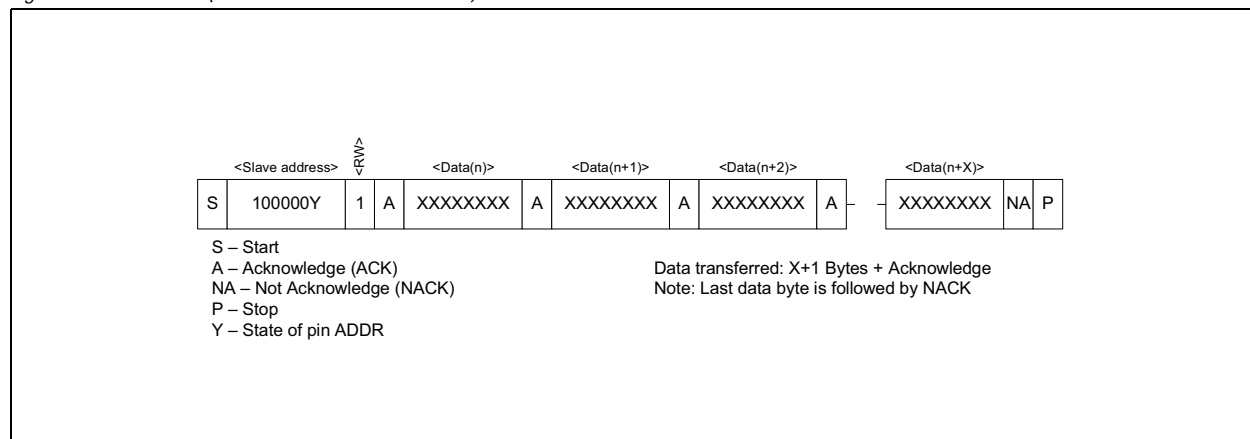 <Slave address> <RW> <Data(n)> <Data(n+1)> <Data(n+2)> <Data(n+X)>
S 100000Y 1 A XXXXXXXX A XXXXXXXX A XXXXXXXX A XXXXXXXX NA P
S – Start
A – Acknowledge (ACK)
NA – Not Acknowledge (NACK)
P – Stop
Y – State of pin ADDR
Data transferred: X+1 Bytes + Acknowledge
Note: Last data byte is followed by NACK